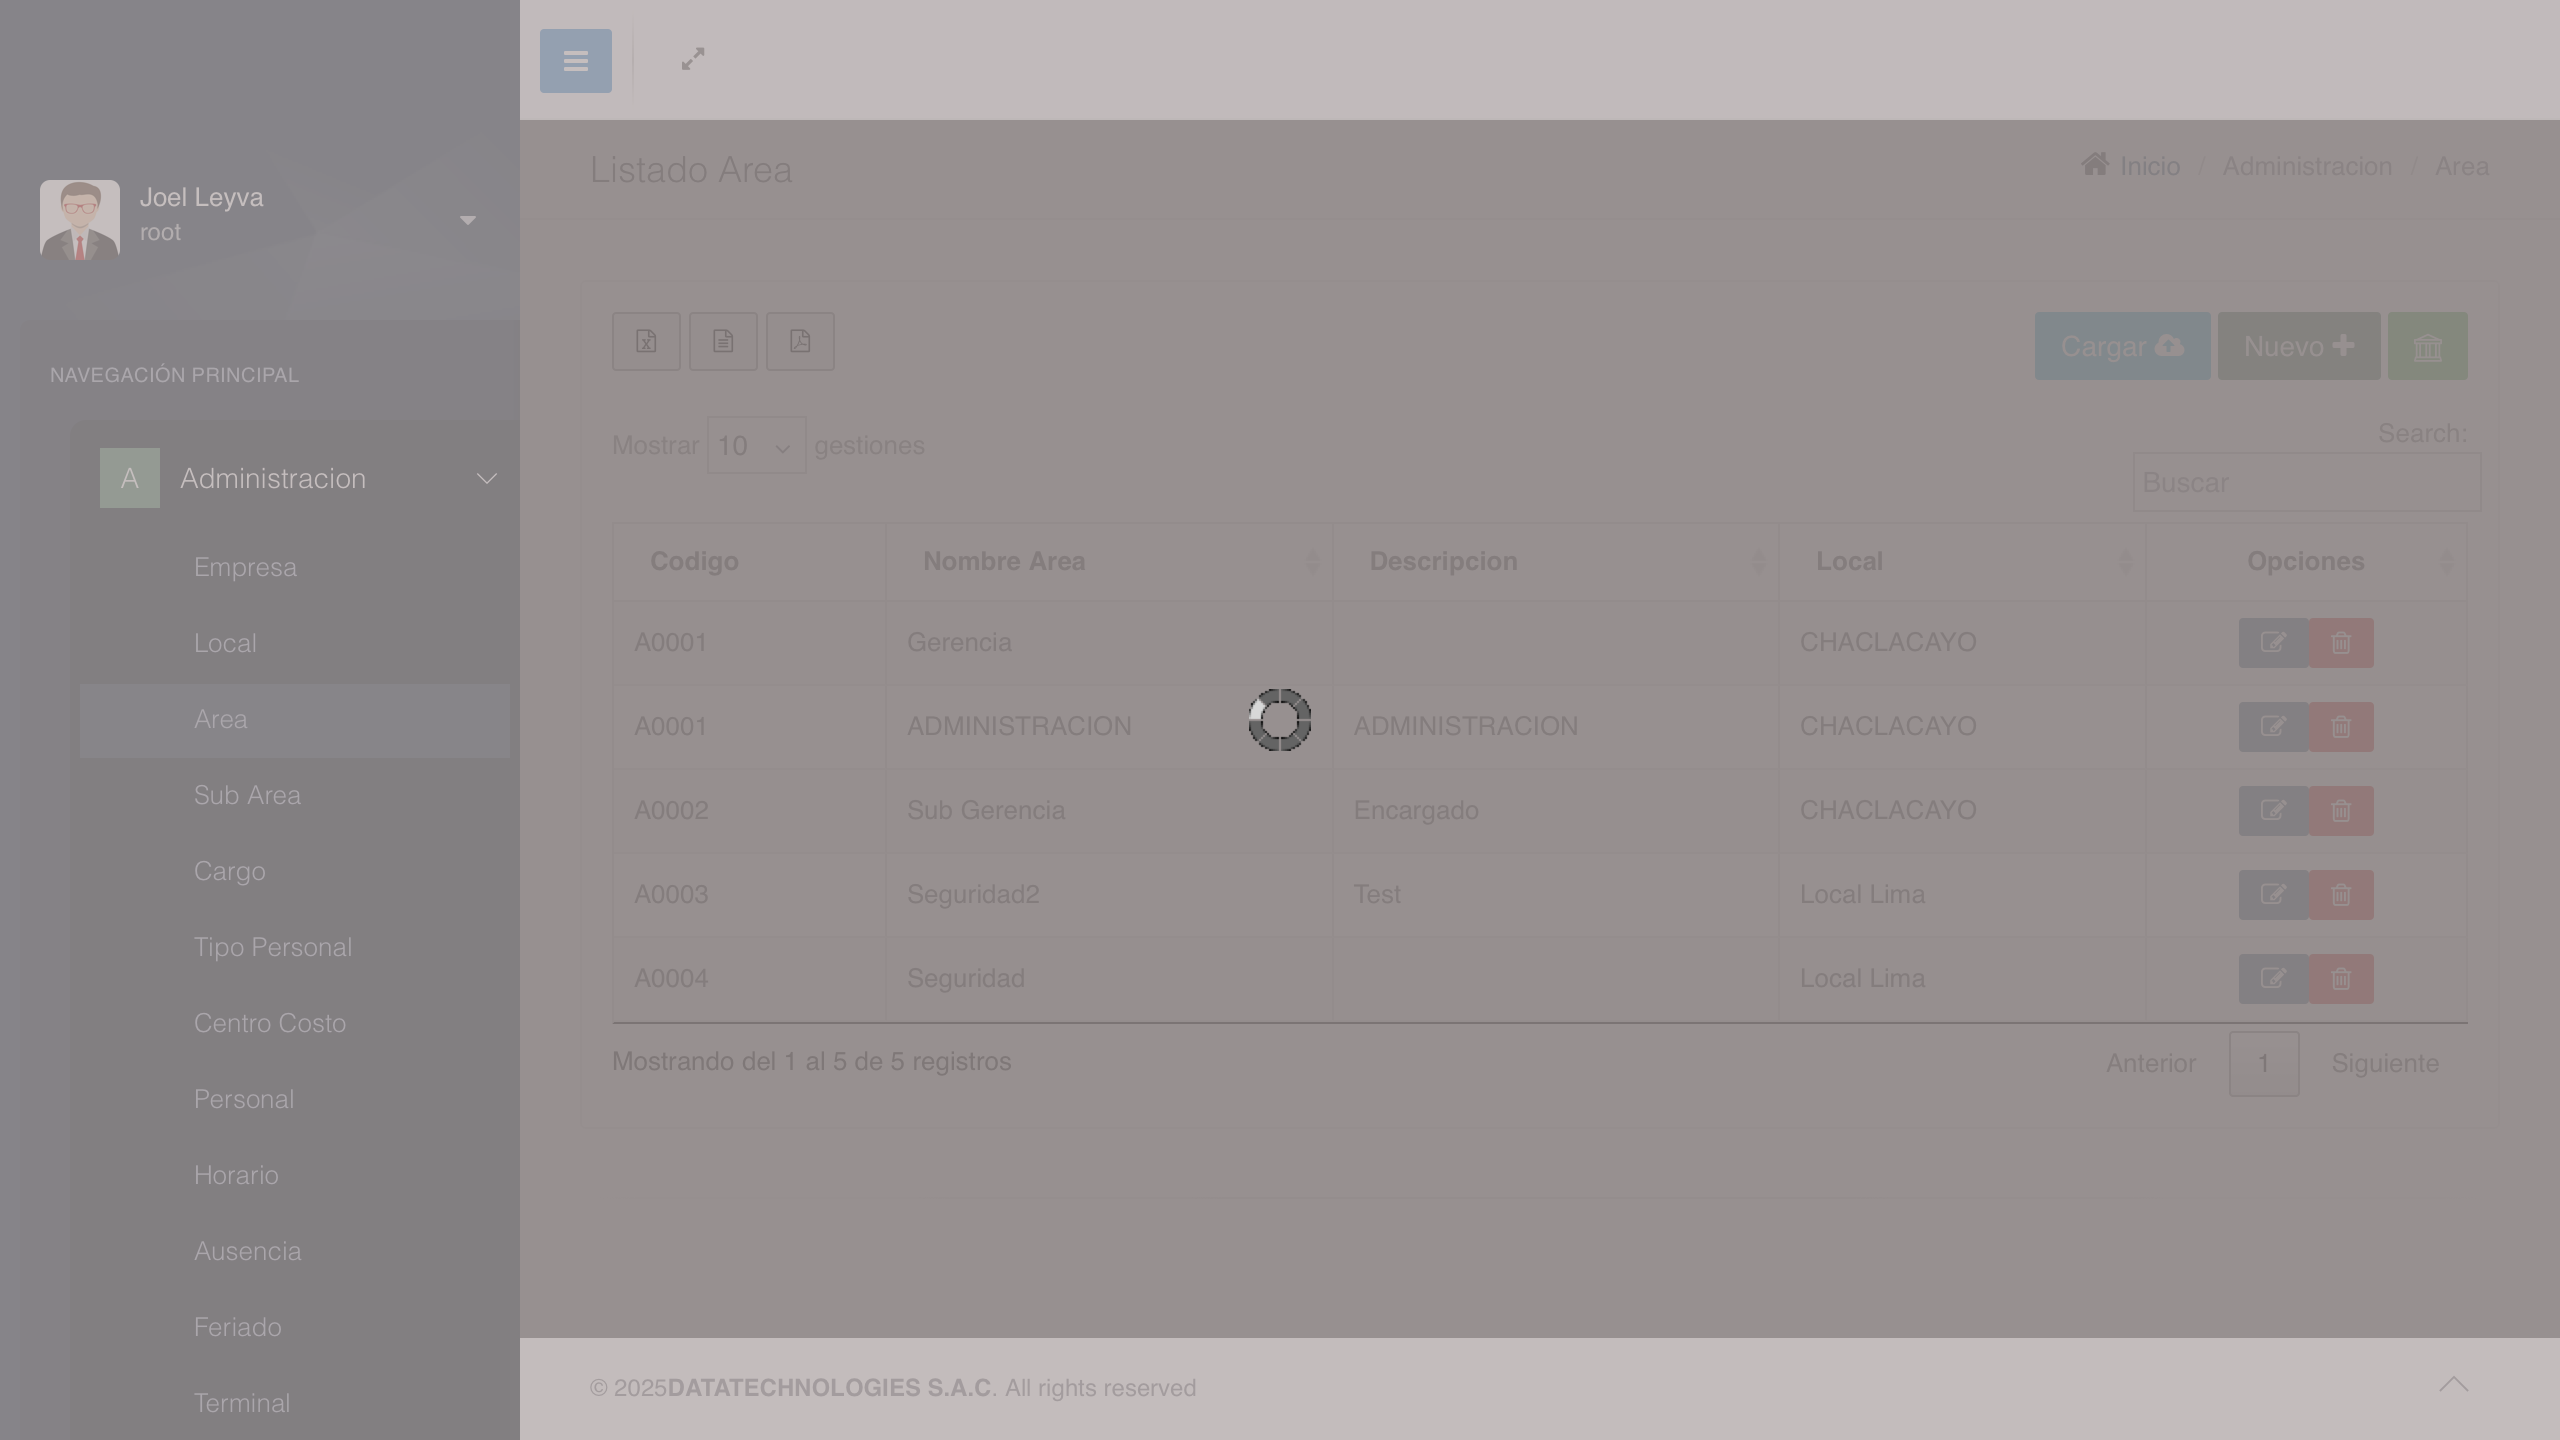 Joel Leyva
root
NAVEGACIÓN PRINCIPAL
A Administracion
Empresa
Local
Area
Sub Area
Cargo
Tipo Personal
Centro Costo
Personal
Horario
Ausencia
Feriado
Terminal
Listado Area
Inicio / Administracion / Area
Cargar Nuevo
Mostrar 10 gestiones
Search:
Buscar
Codigo Nombre Area Descripcion Local Opciones
A0001 Gerencia CHACLACAYO
A0001 ADMINISTRACION ADMINISTRACION CHACLACAYO
A0002 Sub Gerencia Encargado CHACLACAYO
A0003 Seguridad2 Test Local Lima
A0004 Seguridad Local Lima
Mostrando del 1 al 5 de 5 registros
Anterior 1 Siguiente
© 2025DATATECHNOLOGIES S.A.C. All rights reserved